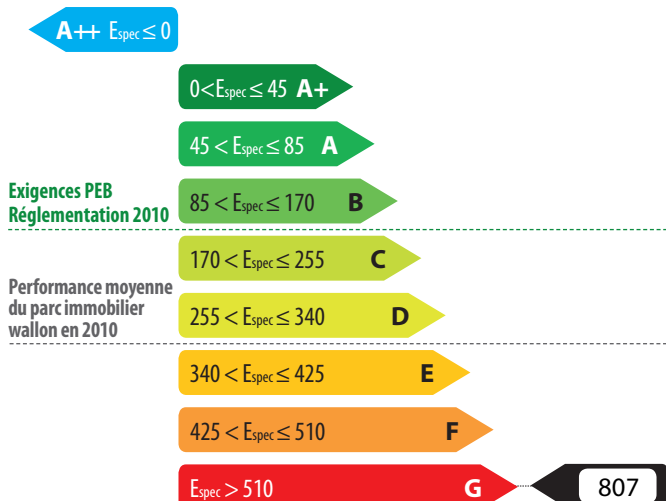 A++ Espec ≤ 0
0 < Espec ≤ 45 A+
45 < Espec ≤ 85 A
Exigences PEB
Réglementation 2010
85 < Espec ≤ 170 B
170 < Espec ≤ 255 C
Performance moyenne
du parc immobilier
wallon en 2010
255 < Espec ≤ 340 D
340 < Espec ≤ 425 E
425 < Espec ≤ 510 F
Espec > 510 G 807